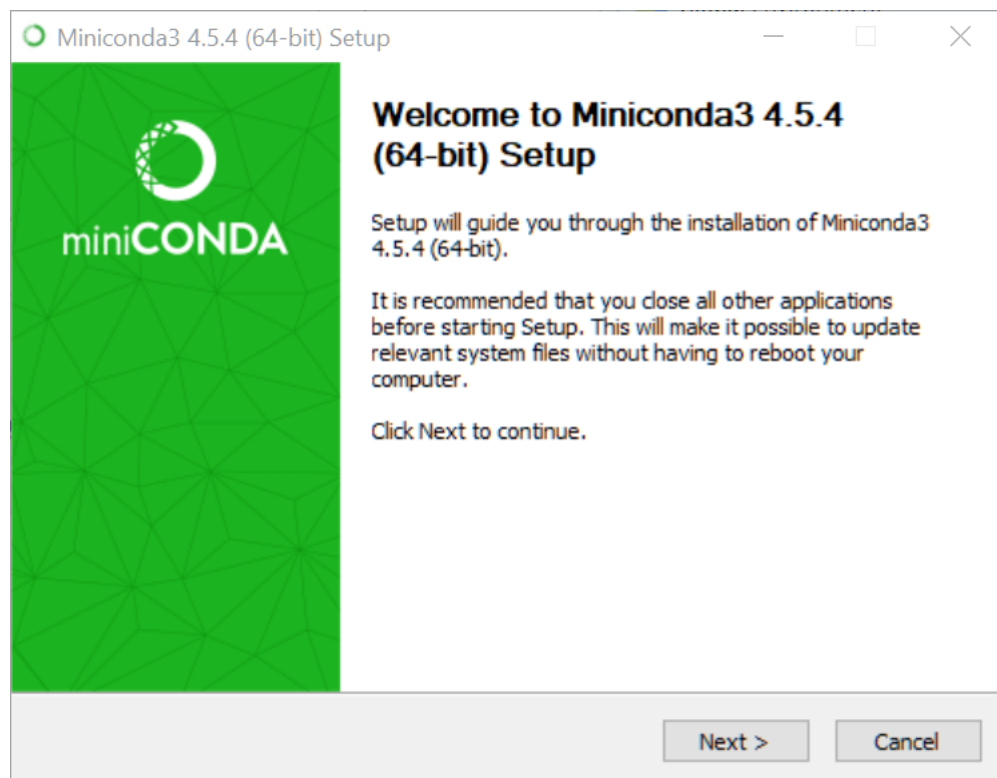 Miniconda3 4.5.4 (64-bit) Setup
miniCONDA
Welcome to Miniconda3 4.5.4
(64-bit) Setup
Setup will guide you through the installation of Miniconda3
4.5.4 (64-bit).
It is recommended that you close all other applications
before starting Setup. This will make it possible to update
relevant system files without having to reboot your
computer.
Click Next to continue.
Next >
Cancel